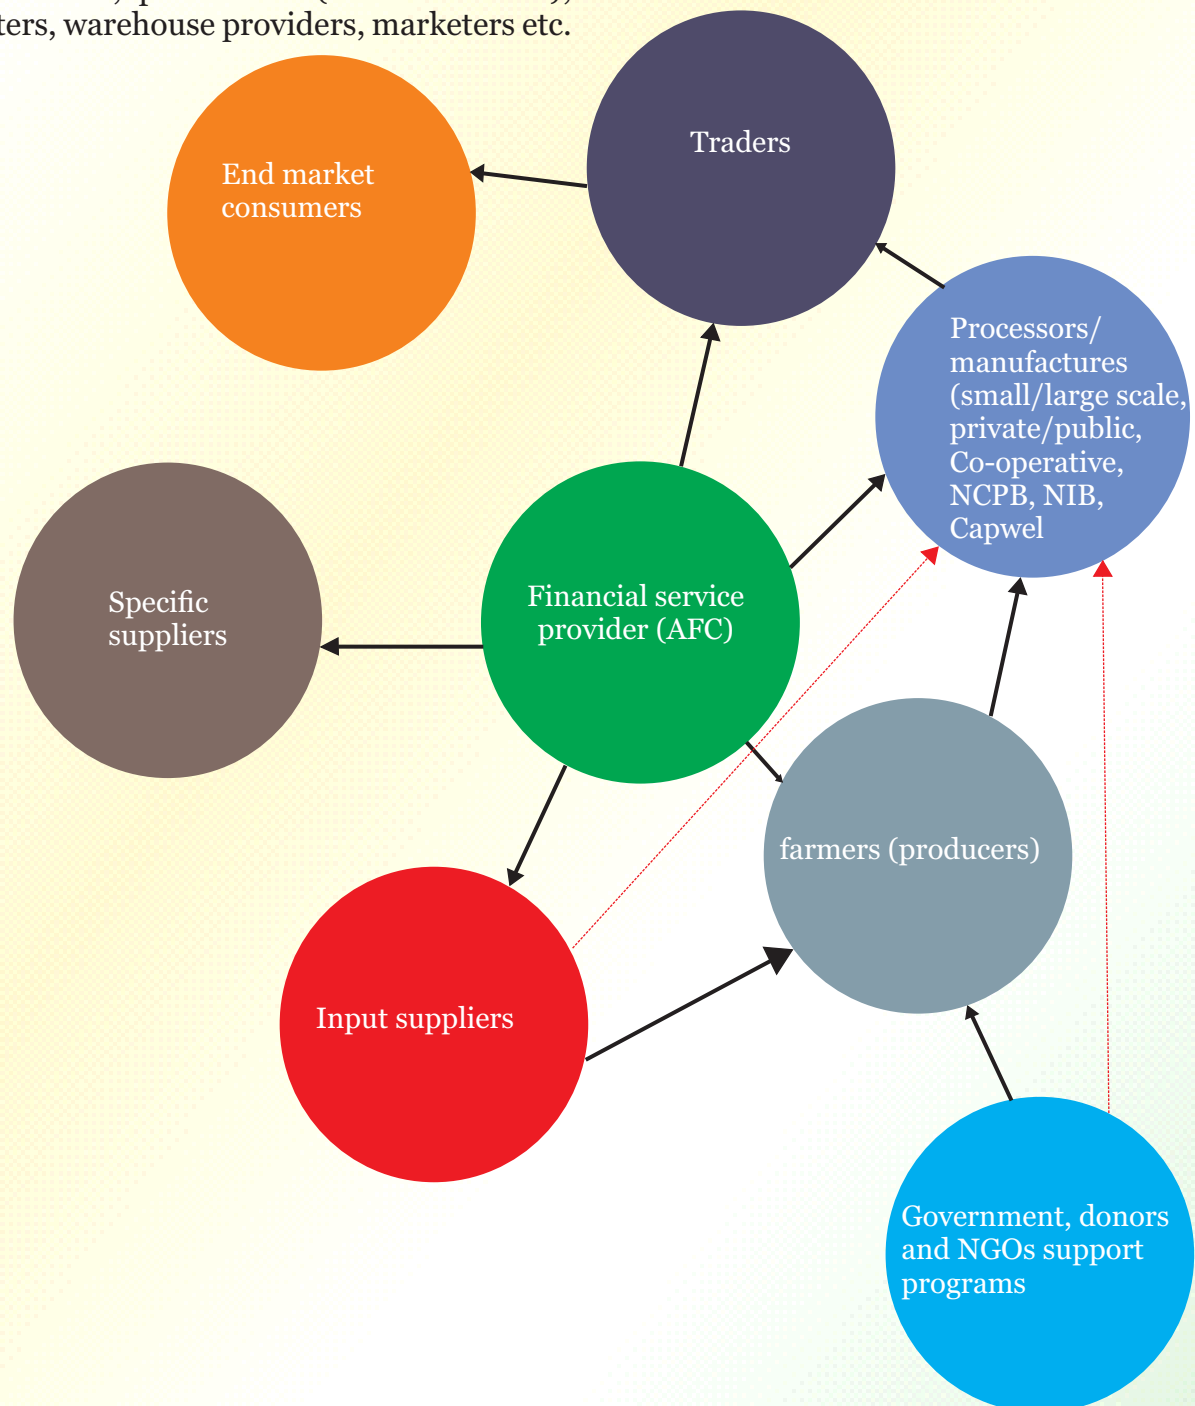 ters, warehouse providers, marketers etc.
Traders
End market
consumers
Processors/
manufactures
(small/large scale,
private/public,
Co-operative,
NCPB, NIB,
Capwel
Specific
suppliers
Financial service
provider (AFC)
farmers (producers)
Input suppliers
Government, donors
and NGOs support
programs